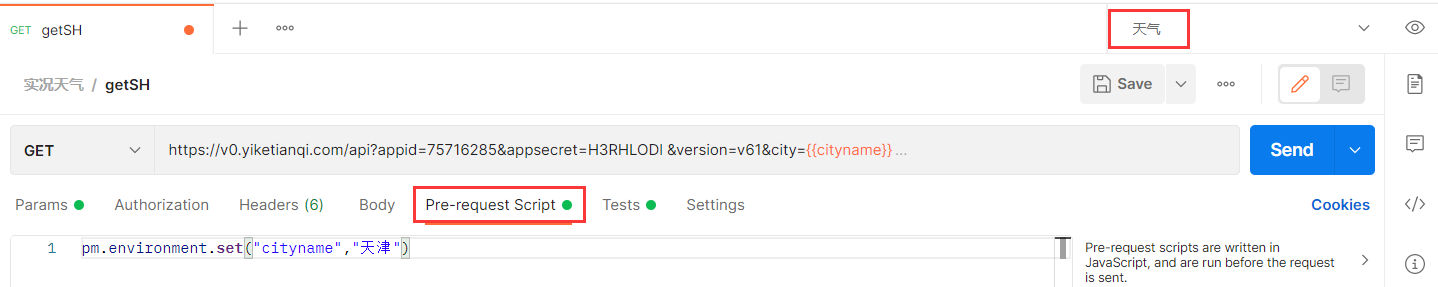 GET getSH
天气
实况天气 / getSH
Save
GET https://v0.yiketianqi.com/api?appid=75716285&appsecret=H3RHLODI &version=v61&city={{cityname}} ...
Send
Params Authorization Headers (6) Body Pre-request Script Tests Settings
Cookies
1 pm.environment.set("cityname","天津")
Pre-request scripts are written in
JavaScript, and are run before the request
is sent.